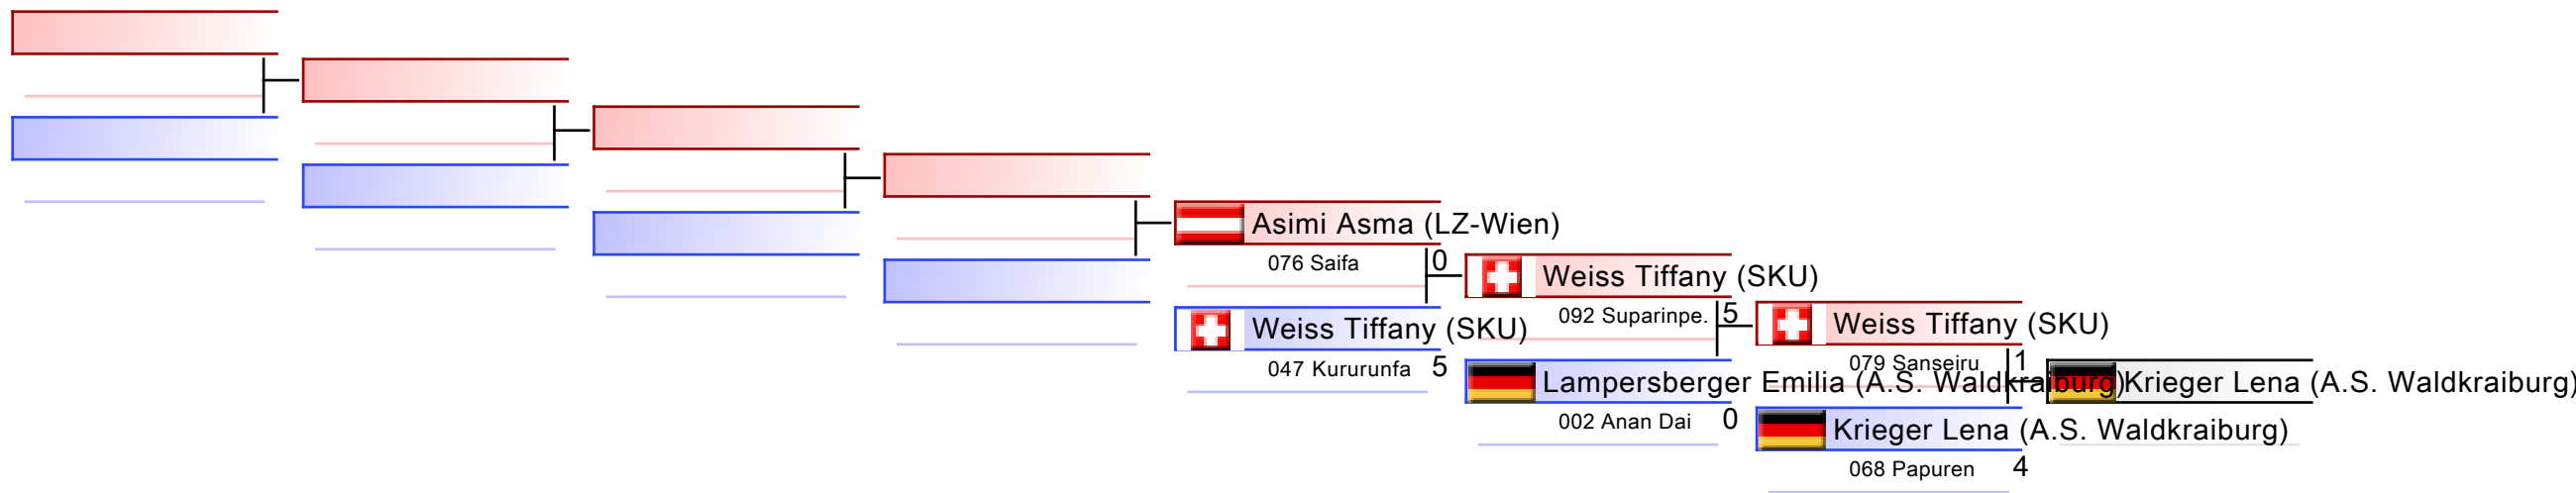 Asimi Asma (LZ-Wien)
076 Saifa
0
Weiss Tiffany (SKU)
047 Kururunfa
5
Weiss Tiffany (SKU)
092 Suparinpe.
5
Lampersberger Emilia (A.S. Waldkraiburg)
002 Anan Dai
0
Weiss Tiffany (SKU)
079 Sanseiru
1
Krieger Lena (A.S. Waldkraiburg)
068 Papuren
4
Krieger Lena (A.S. Waldkraiburg)